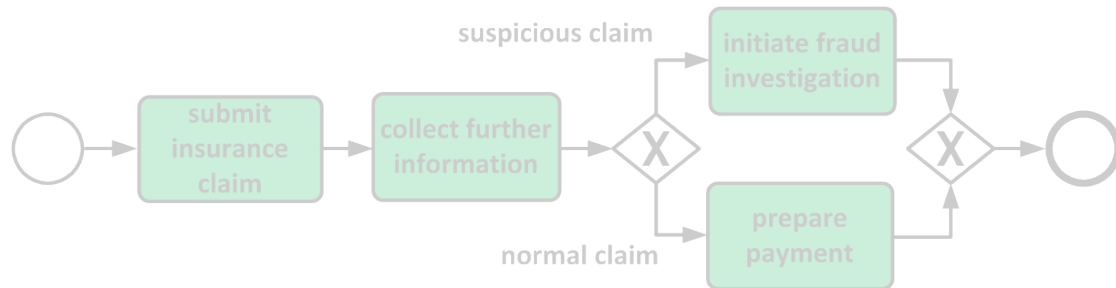 suspicious claim
initiate fraud
investigation
submit
insurance
claim
collect further
information
X
X
normal claim
prepare
payment